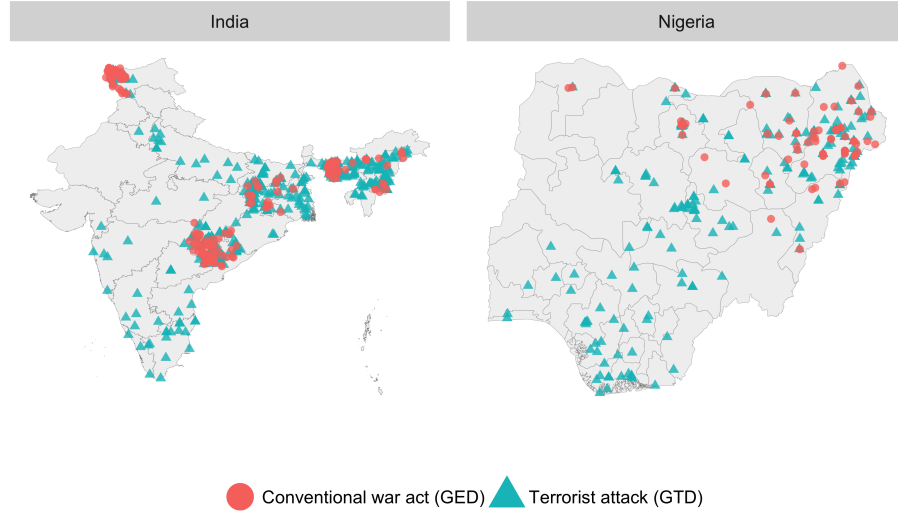 India
Nigeria
Conventional war act (GED)
Terrorist attack (GTD)